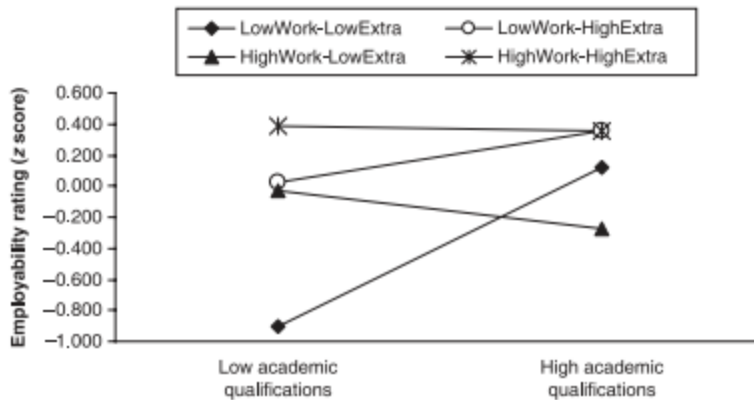 LowWork-LowExtra LowWork-HighExtra
HighWork-LowExtra HighWork-HighExtra
Employability rating (z score)
0.600
0.400
0.200
0.000
−0.200
−0.400
−0.600
−0.800
−1.000
Low academic
qualifications
High academic
qualifications